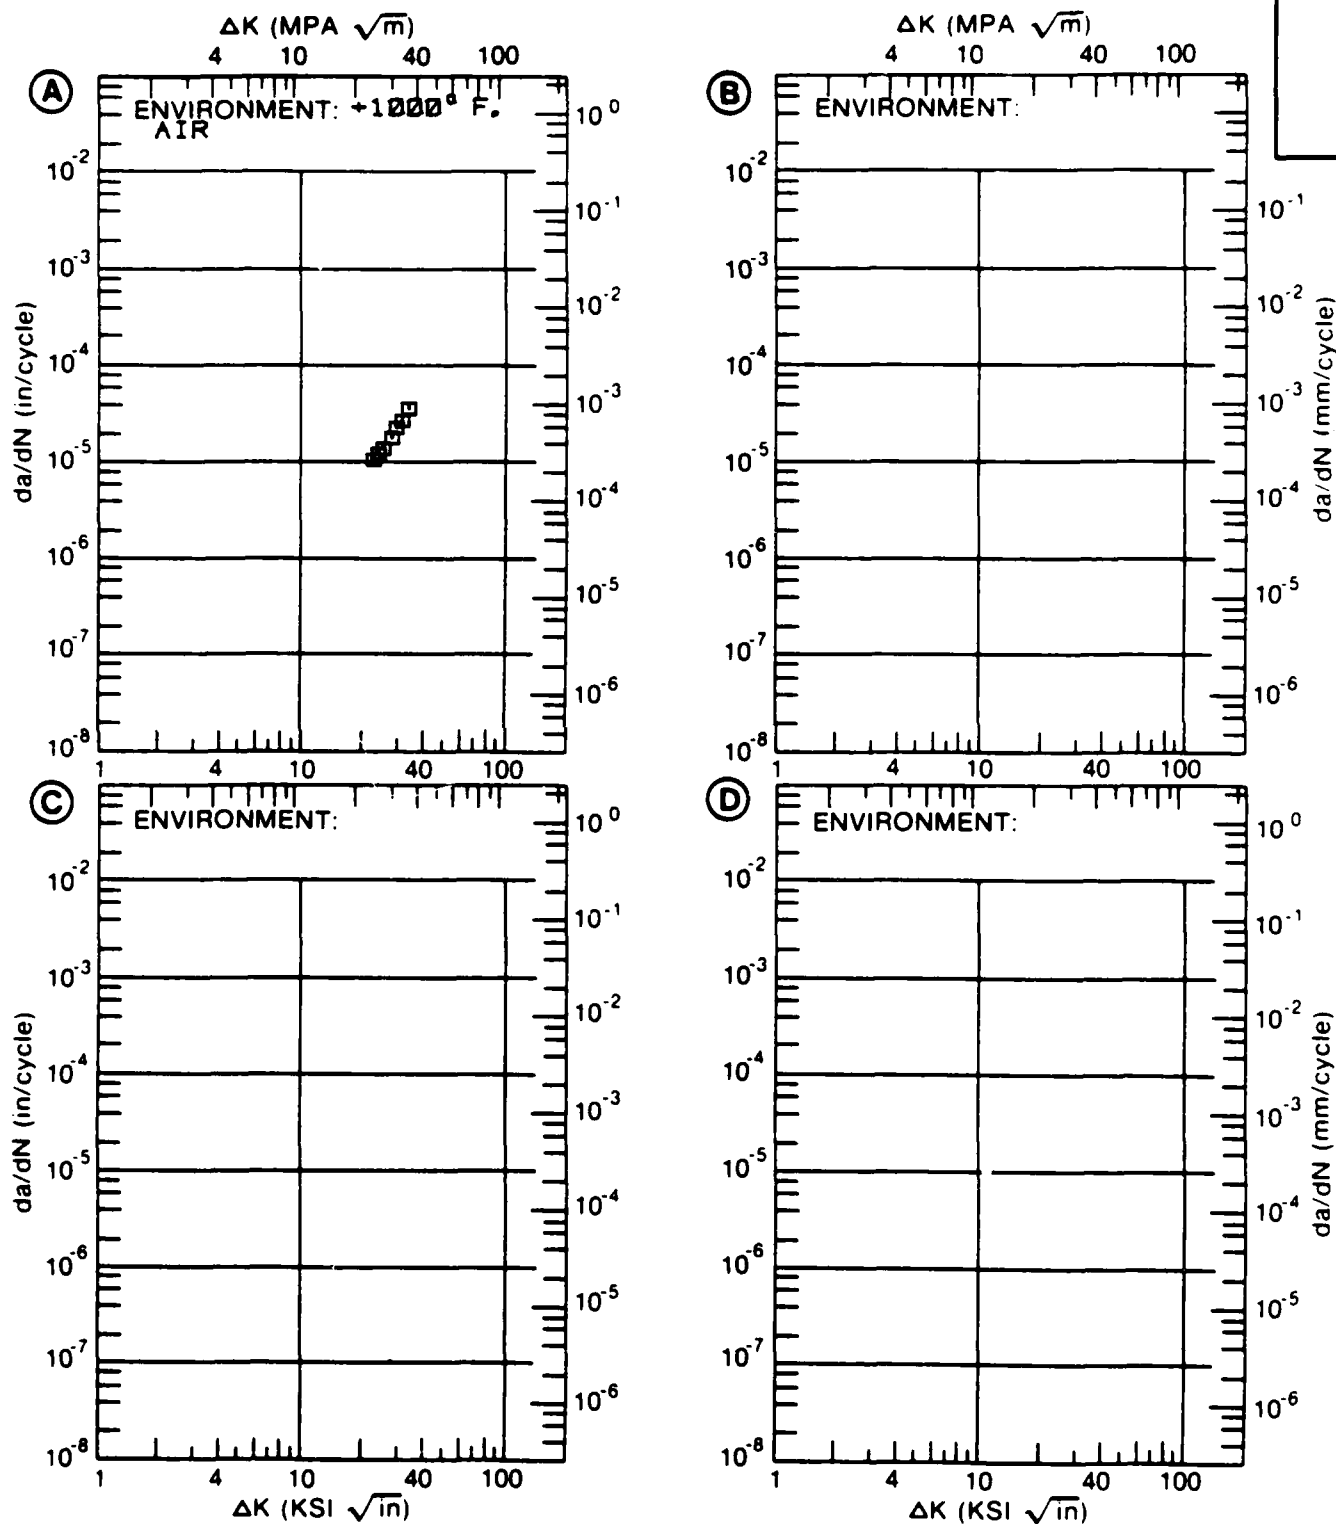 ΔK (MPA √m)
4 10 40 100
A
ENVIRONMENT: +1000° F.
AIR
10⁰
10⁻²
10⁻¹
10⁻³
10⁻²
10⁻⁴
10⁻³
10⁻⁵
10⁻⁴
10⁻⁶
10⁻⁵
10⁻⁷
10⁻⁶
10⁻⁸
da/dN (in/cycle)
1 4 10 40 100
ΔK (MPA √m)
4 10 40 100
B
ENVIRONMENT:
10⁻²
10⁻¹
10⁻³
10⁻²
10⁻⁴
10⁻³
10⁻⁵
10⁻⁴
10⁻⁶
10⁻⁵
10⁻⁷
10⁻⁶
10⁻⁸
da/dN (mm/cycle)
1 4 10 40 100
C
ENVIRONMENT:
10⁰
10⁻²
10⁻¹
10⁻³
10⁻²
10⁻⁴
10⁻³
10⁻⁵
10⁻⁴
10⁻⁶
10⁻⁵
10⁻⁷
10⁻⁶
10⁻⁸
da/dN (in/cycle)
1 4 10 40 100
ΔK (KSI √in)
D
ENVIRONMENT:
10⁰
10⁻²
10⁻¹
10⁻³
10⁻²
10⁻⁴
10⁻³
10⁻⁵
10⁻⁴
10⁻⁶
10⁻⁵
10⁻⁷
10⁻⁶
10⁻⁸
da/dN (mm/cycle)
1 4 10 40 100
ΔK (KSI √in)